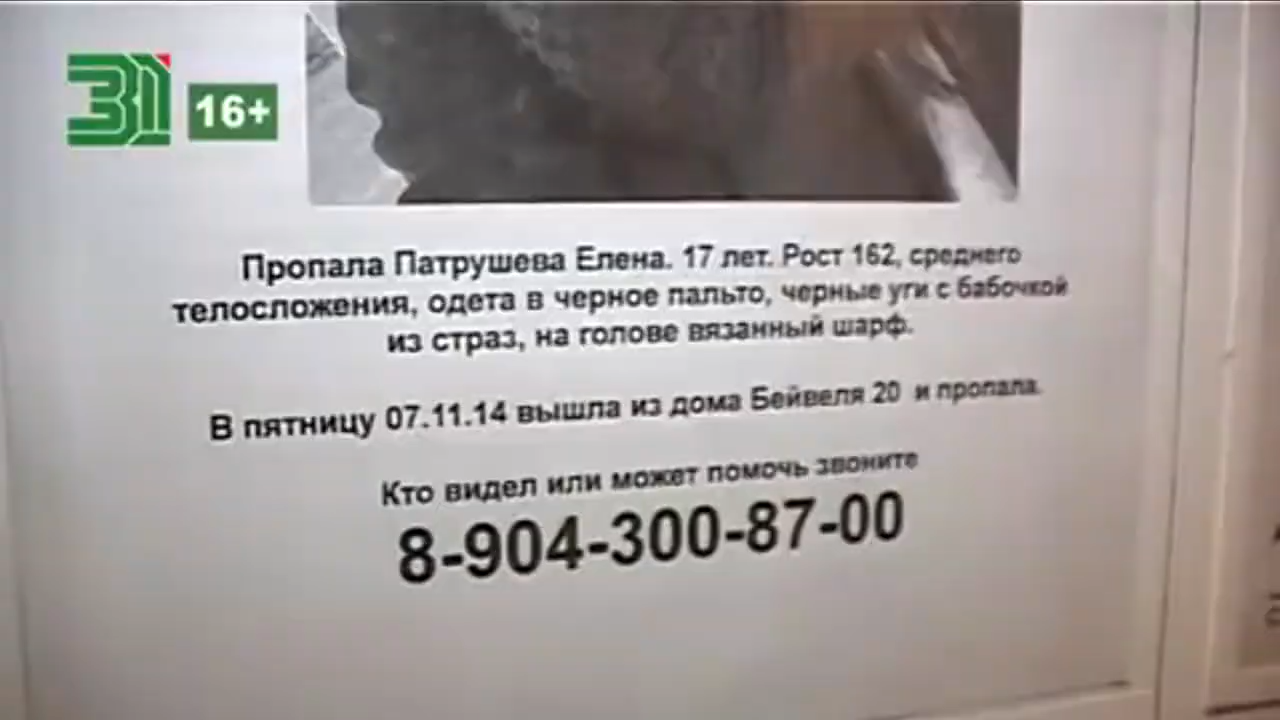 31
16+
Пропала Патрушева Елена. 17 лет. Рост 162, среднего
телосложения, одета в черное пальто, черные уги с бабочкой
из страз, на голове вязанный шарф.
В пятницу 07.11.14 вышла из дома Бейвеля 20 и пропала.
Кто видел или может помочь звоните
8-904-300-87-00